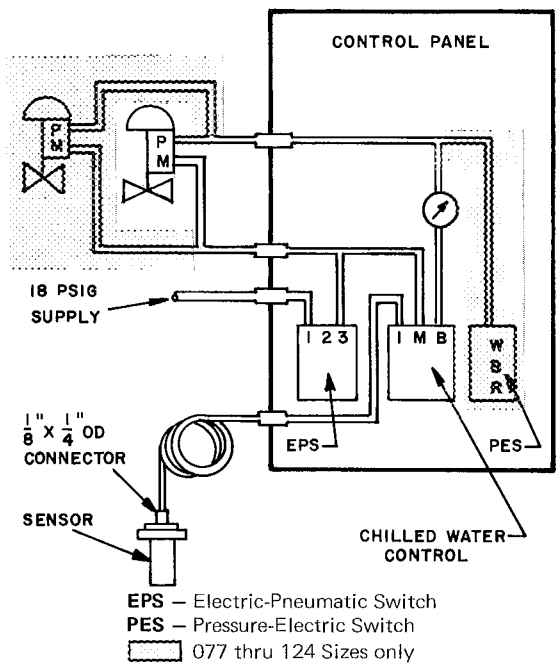 CONTROL PANEL
P
M
P
M
18 PSIG
SUPPLY
1 2 3
1 M B
W
B
R
1/8" X 1/4" OD
CONNECTOR
EPS
PES
SENSOR
CHILLED WATER
CONTROL
EPS – Electric-Pneumatic Switch
PES – Pressure-Electric Switch
077 thru 124 Sizes only